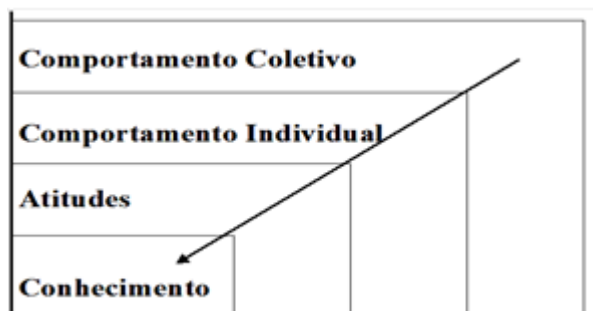 Comportamento Coletivo
Comportamento Individual
Atitudes
Conhecimento